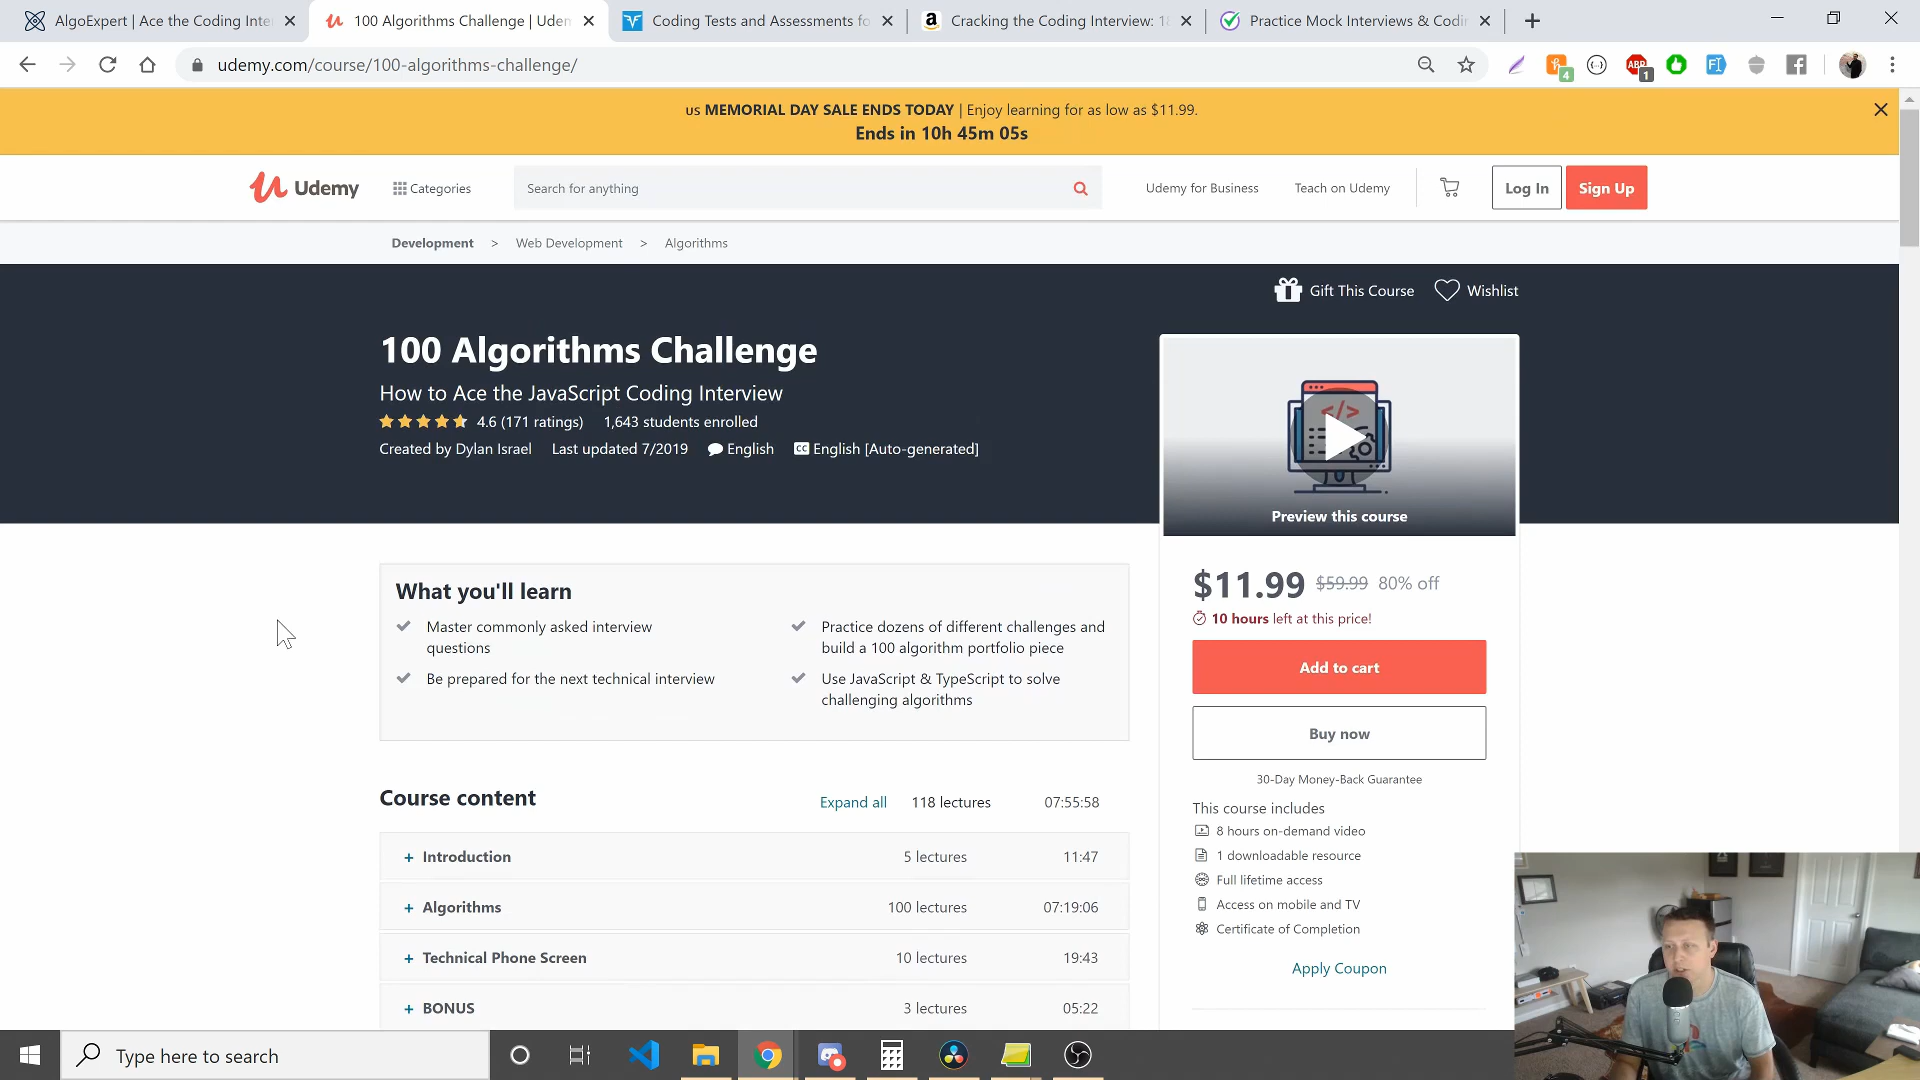 AlgoExpert | Ace the Coding Inte
100 Algorithms Challenge | Udem
Coding Tests and Assessments fo
Cracking the Coding Interview: 18
Practice Mock Interviews & Codin
udemy.com/course/100-algorithms-challenge/
4
ABP
1
us MEMORIAL DAY SALE ENDS TODAY | Enjoy learning for as low as $11.99.
Ends in 10h 45m 05s
Udemy
Categories
Search for anything
Udemy for Business
Teach on Udemy
Log In
Sign Up
Development > Web Development > Algorithms
Gift This Course
Wishlist
100 Algorithms Challenge
How to Ace the JavaScript Coding Interview
4.6 (171 ratings) 1,643 students enrolled
Created by Dylan Israel Last updated 7/2019 English CC English [Auto-generated]
Preview this course
What you'll learn
Master commonly asked interview
questions
Be prepared for the next technical interview
Practice dozens of different challenges and
build a 100 algorithm portfolio piece
Use JavaScript & TypeScript to solve
challenging algorithms
$11.99 $59.99 80% off
10 hours left at this price!
Add to cart
Buy now
30-Day Money-Back Guarantee
This course includes
8 hours on-demand video
1 downloadable resource
Full lifetime access
Access on mobile and TV
Certificate of Completion
Apply Coupon
Course content
Expand all 118 lectures 07:55:58
+ Introduction 5 lectures 11:47
+ Algorithms 100 lectures 07:19:06
+ Technical Phone Screen 10 lectures 19:43
+ BONUS 3 lectures 05:22
Type here to search